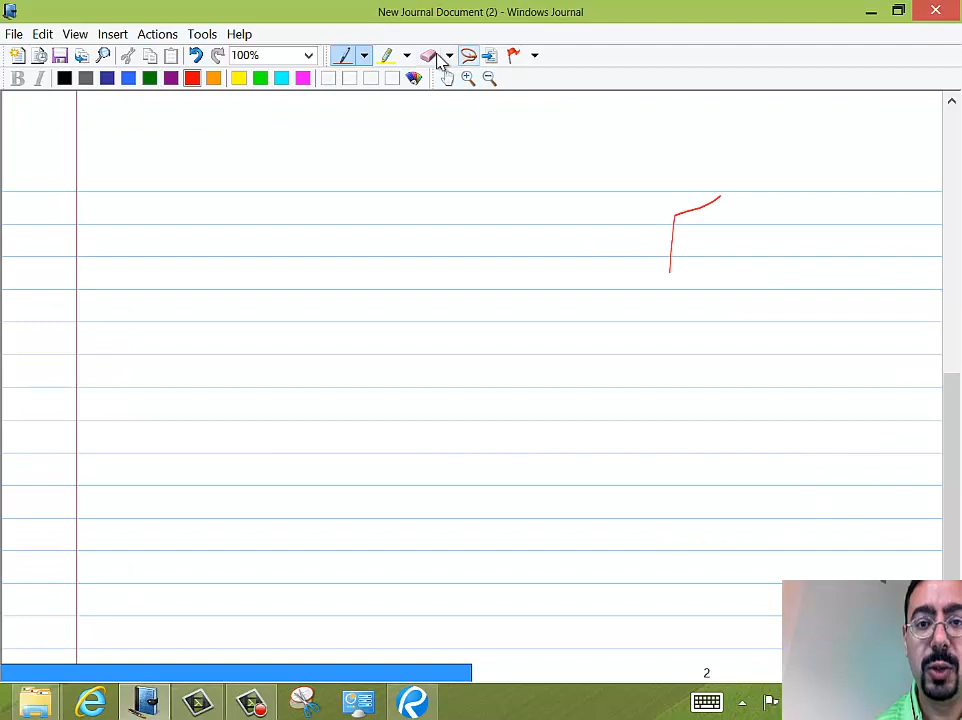 New Journal Document (2) - Windows Journal
File Edit View Insert Actions Tools Help
100%
B I
2